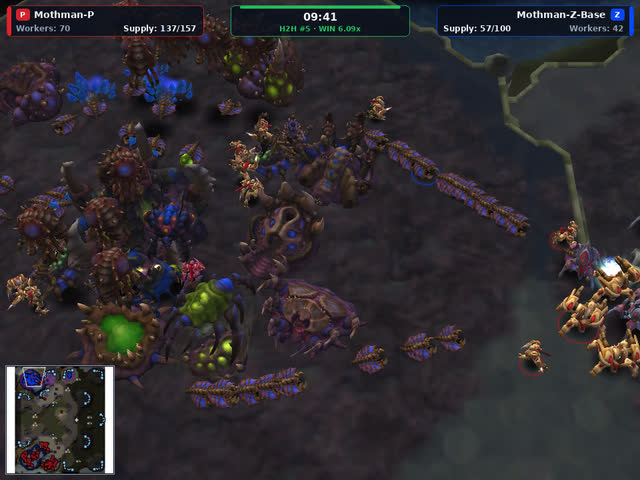 P Mothman-P
Workers: 70 Supply: 137/157
09:41
H2H #5 · WIN 6.09x
Mothman-Z-Base Z
Supply: 57/100 Workers: 42